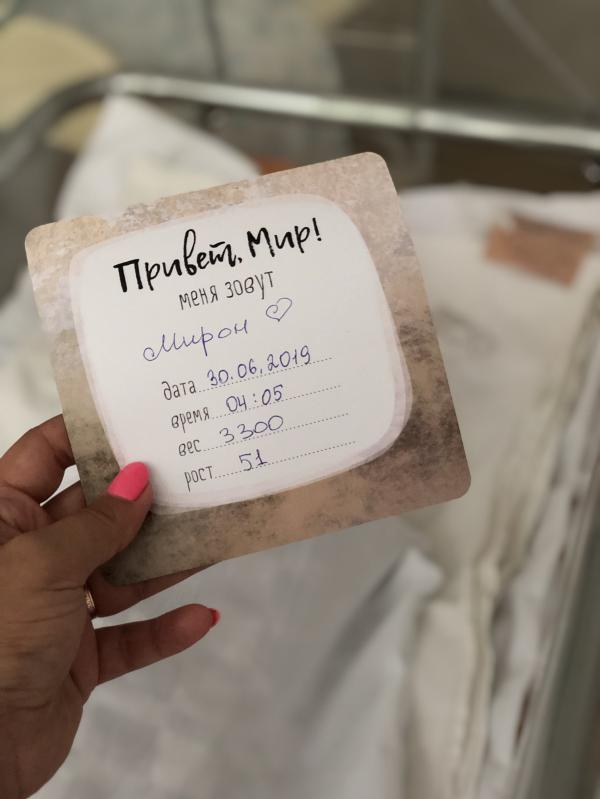 Привет, Мир!
меня зовут
Мирон ♡
дата 30.06.2019
время 04:05
вес 3300
рост 51